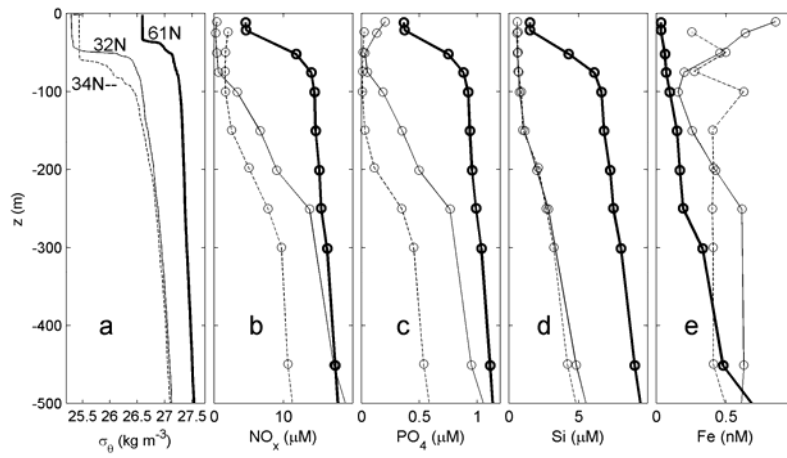 0
-100
-200
-300
-400
-500
z (m)
61N
32N
34N--
a
b
c
d
e
25.5 26 26.5 27 27.5
0 10
0 0.5 1
0 5
0 0.5
σθ (kg m-3)
NOx (μM)
PO4 (μM)
Si (μM)
Fe (nM)